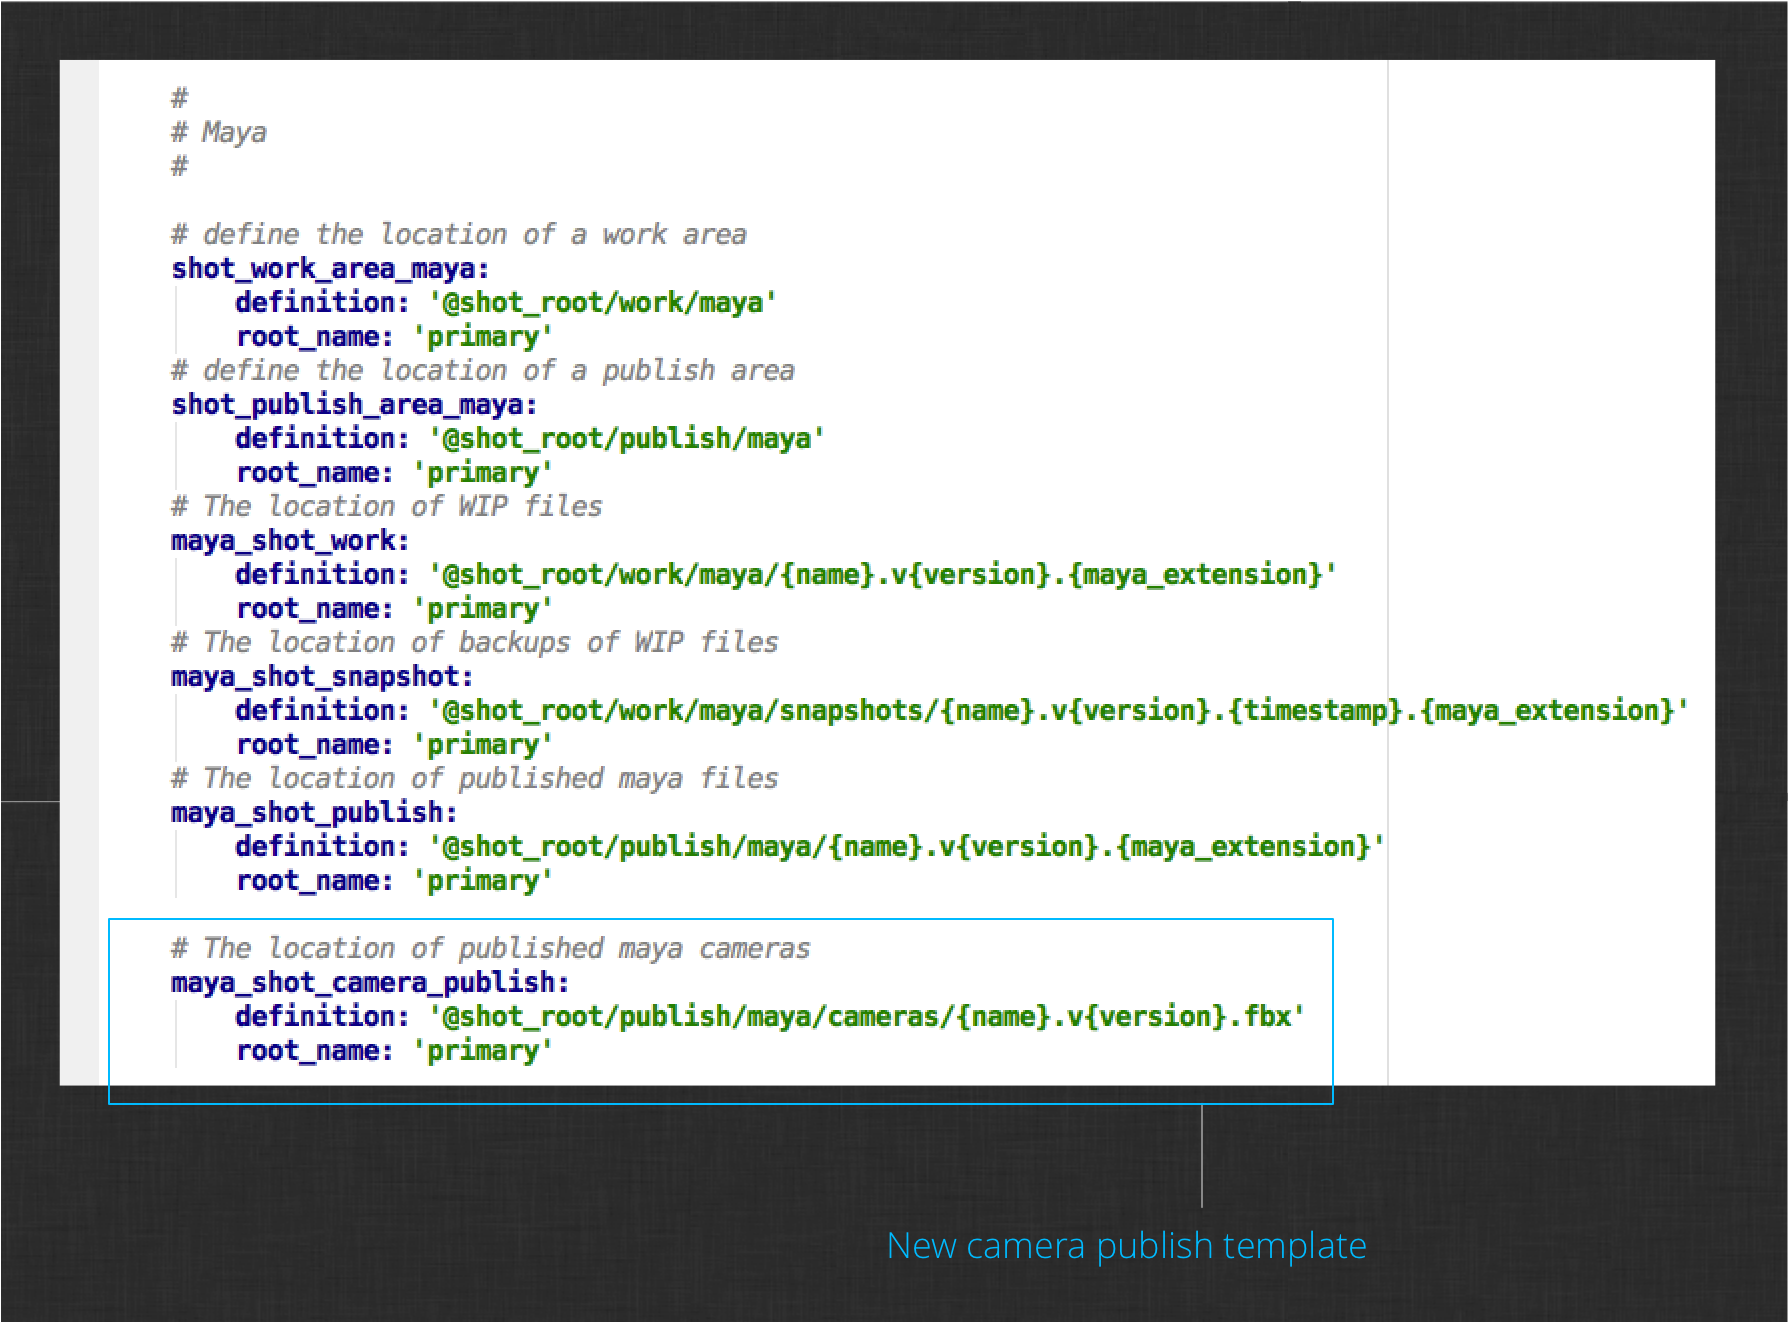 #
# Maya
#
# define the location of a work area
shot_work_area_maya:
definition: '@shot_root/work/maya'
root_name: 'primary'
# define the location of a publish area
shot_publish_area_maya:
definition: '@shot_root/publish/maya'
root_name: 'primary'
# The location of WIP files
maya_shot_work:
definition: '@shot_root/work/maya/{name}.v{version}.{maya_extension}'
root_name: 'primary'
# The location of backups of WIP files
maya_shot_snapshot:
definition: '@shot_root/work/maya/snapshots/{name}.v{version}.{timestamp}.{maya_extension}'
root_name: 'primary'
# The location of published maya files
maya_shot_publish:
definition: '@shot_root/publish/maya/{name}.v{version}.{maya_extension}'
root_name: 'primary'
# The location of published maya cameras
maya_shot_camera_publish:
definition: '@shot_root/publish/maya/cameras/{name}.v{version}.fbx'
root_name: 'primary'
New camera publish template